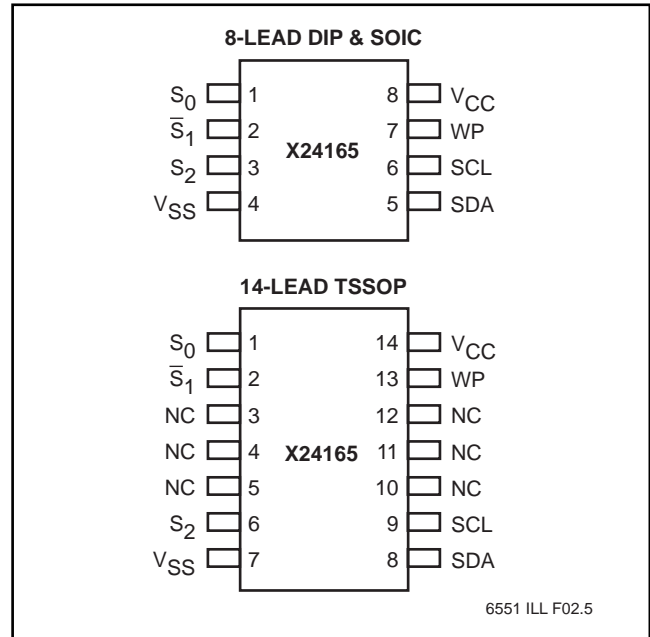 8-LEAD DIP & SOIC
S0 1 8 VCC
S̅1 2 7 WP
X24165
S2 3 6 SCL
VSS 4 5 SDA
14-LEAD TSSOP
S0 1 14 VCC
S̅1 2 13 WP
NC 3 12 NC
NC 4 X24165 11 NC
NC 5 10 NC
S2 6 9 SCL
VSS 7 8 SDA
6551 ILL F02.5